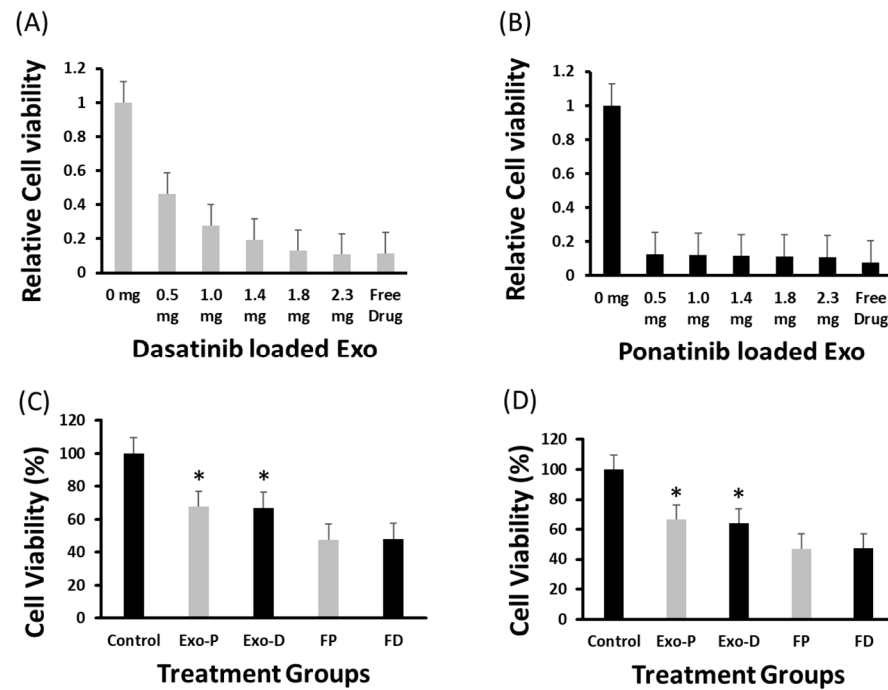 (A)
Relative Cell viability
1.2
1
0.8
0.6
0.4
0.2
0
0 mg
0.5 mg
1.0 mg
1.4 mg
1.8 mg
2.3 mg
Free Drug
Dasatinib loaded Exo
(B)
Relative Cell viability
1.2
1
0.8
0.6
0.4
0.2
0
0 mg
0.5 mg
1.0 mg
1.4 mg
1.8 mg
2.3 mg
Free Drug
Ponatinib loaded Exo
(C)
Cell Viability (%)
120
100
80
60
40
20
0
*
*
Control
Exo-P
Exo-D
FP
FD
Treatment Groups
(D)
Cell Viability (%)
120
100
80
60
40
20
0
*
*
Control
Exo-P
Exo-D
FP
FD
Treatment Groups